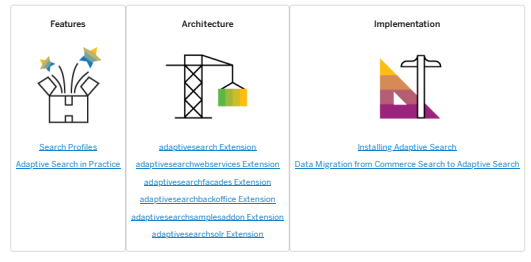 Features
Search Profiles
Adaptive Search in Practice
Architecture
adaptivesearch Extension
adaptivesearchwebservices Extension
adaptivesearchfacades Extension
adaptivesearchbackoffice Extension
adaptivesearchsamplesaddon Extension
adaptivesearchsolr Extension
Implementation
Installing Adaptive Search
Data Migration from Commerce Search to Adaptive Search